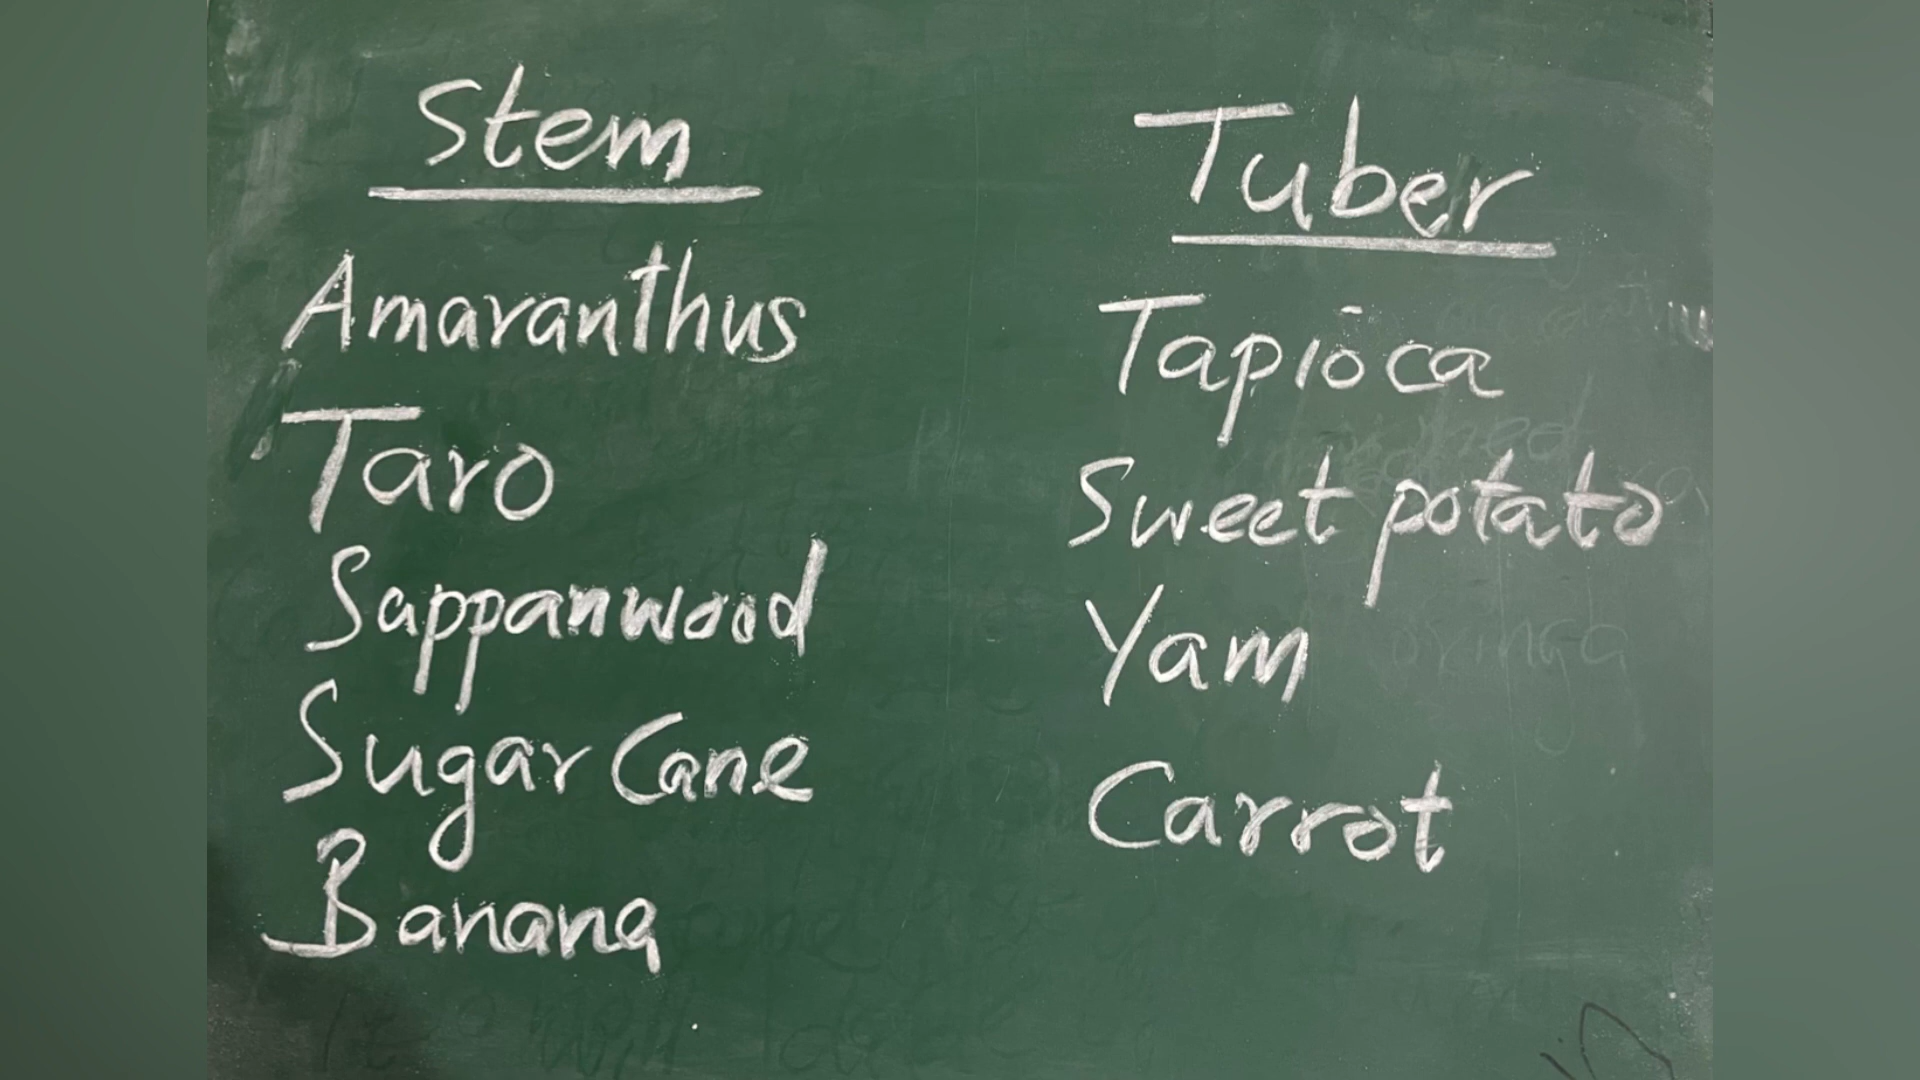 Stem
Amaranthus
Taro
Sappanwood
Sugar Cane
Banana
Tuber
Tapioca
Sweet potato
Yam
Carrot